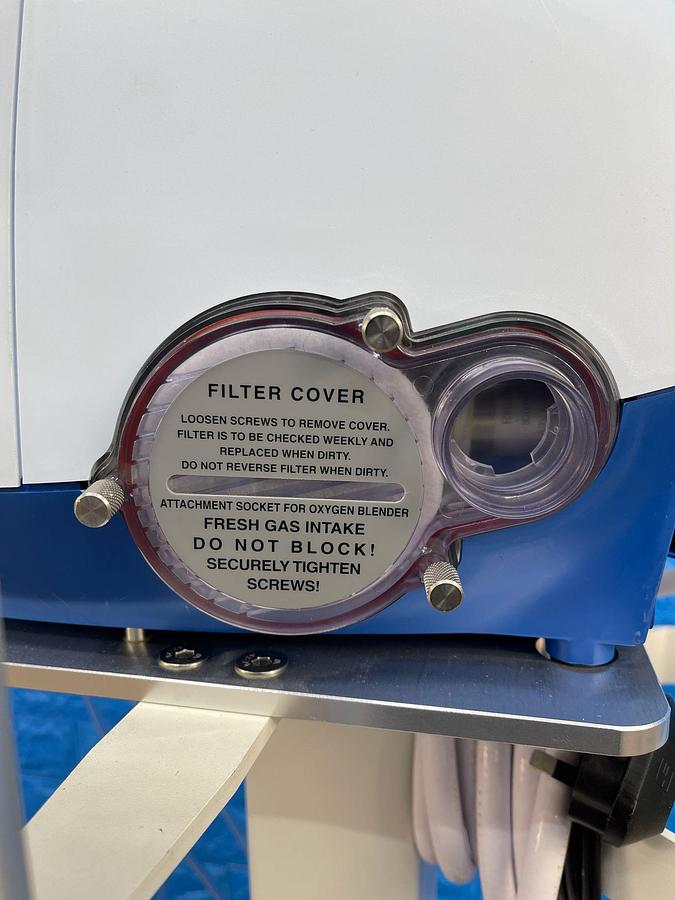 FILTER COVER
LOOSEN SCREWS TO REMOVE COVER.
FILTER IS TO BE CHECKED WEEKLY AND
REPLACED WHEN DIRTY.
DO NOT REVERSE FILTER WHEN DIRTY.
ATTACHMENT SOCKET FOR OXYGEN BLENDER
FRESH GAS INTAKE
DO NOT BLOCK!
SECURELY TIGHTEN
SCREWS!